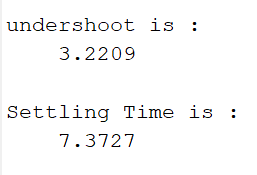 undershoot is :
3.2209
Settling Time is :
7.3727